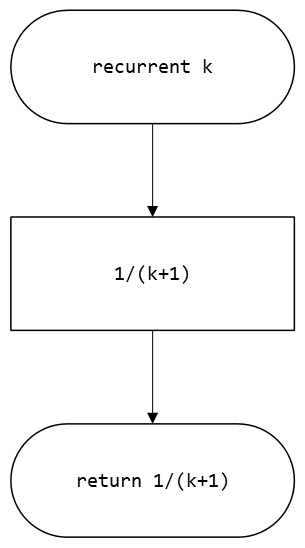 recurrent k
1/(k+1)
return 1/(k+1)